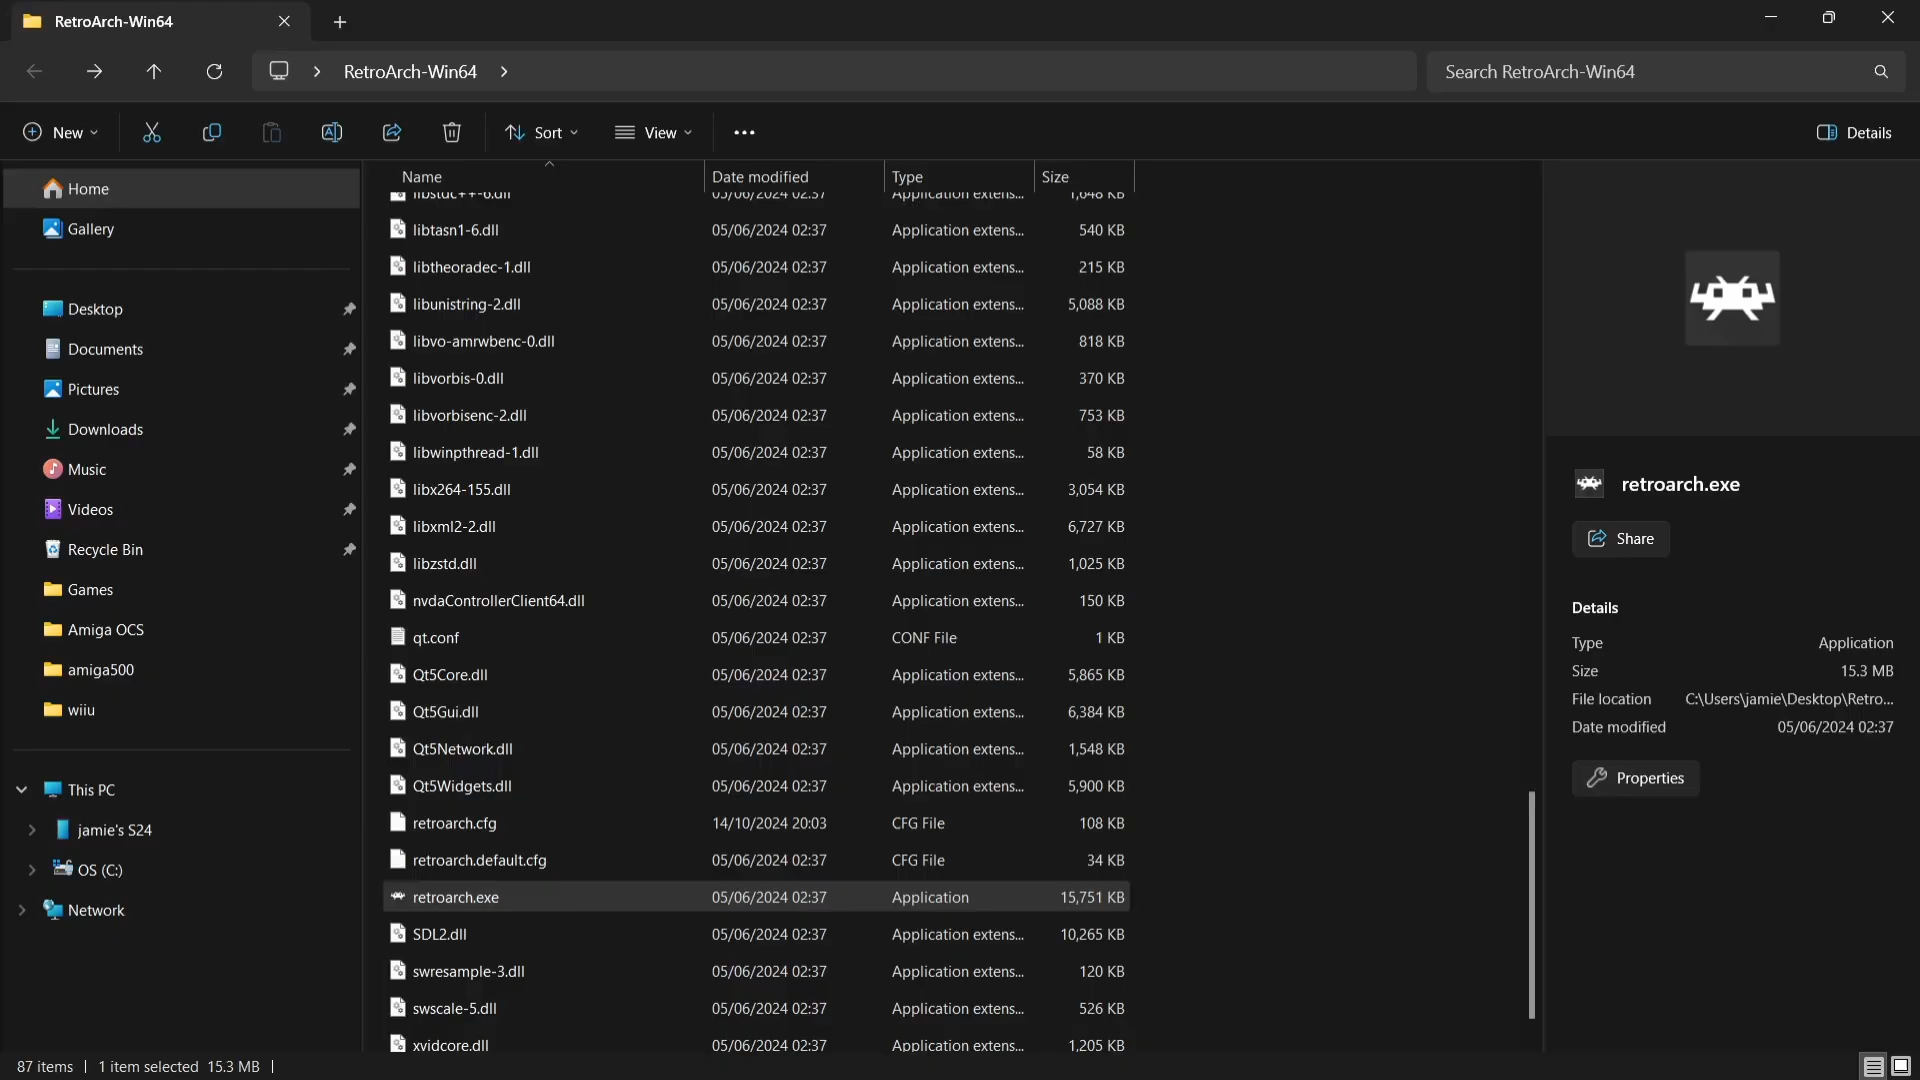 RetroArch-Win64
RetroArch-Win64
Search RetroArch-Win64
New
Sort
View
Details
Name Date modified Type Size
libstdc++-6.dll 05/06/2024 02:37 Application extens... 1,648 KB
libtasn1-6.dll 05/06/2024 02:37 Application extens... 540 KB
libtheoradec-1.dll 05/06/2024 02:37 Application extens... 215 KB
libunistring-2.dll 05/06/2024 02:37 Application extens... 5,088 KB
libvo-amrwbenc-0.dll 05/06/2024 02:37 Application extens... 818 KB
libvorbis-0.dll 05/06/2024 02:37 Application extens... 370 KB
libvorbisenc-2.dll 05/06/2024 02:37 Application extens... 753 KB
libwinpthread-1.dll 05/06/2024 02:37 Application extens... 58 KB
libx264-155.dll 05/06/2024 02:37 Application extens... 3,054 KB
libxml2-2.dll 05/06/2024 02:37 Application extens... 6,727 KB
libzstd.dll 05/06/2024 02:37 Application extens... 1,025 KB
nvdaControllerClient64.dll 05/06/2024 02:37 Application extens... 150 KB
qt.conf 05/06/2024 02:37 CONF File 1 KB
Qt5Core.dll 05/06/2024 02:37 Application extens... 5,865 KB
Qt5Gui.dll 05/06/2024 02:37 Application extens... 6,384 KB
Qt5Network.dll 05/06/2024 02:37 Application extens... 1,548 KB
Qt5Widgets.dll 05/06/2024 02:37 Application extens... 5,900 KB
retroarch.cfg 14/10/2024 20:03 CFG File 108 KB
retroarch.default.cfg 05/06/2024 02:37 CFG File 34 KB
retroarch.exe 05/06/2024 02:37 Application 15,751 KB
SDL2.dll 05/06/2024 02:37 Application extens... 10,265 KB
swresample-3.dll 05/06/2024 02:37 Application extens... 120 KB
swscale-5.dll 05/06/2024 02:37 Application extens... 526 KB
xvidcore.dll 05/06/2024 02:37 Application extens... 1,205 KB
Home
Gallery
Desktop
Documents
Pictures
Downloads
Music
Videos
Recycle Bin
Games
Amiga OCS
amiga500
wiiu
This PC
jamie's S24
OS (C:)
Network
retroarch.exe
Share
Details
Type Application
Size 15.3 MB
File location C:\Users\jamie\Desktop\Retro...
Date modified 05/06/2024 02:37
Properties
87 items 1 item selected 15.3 MB